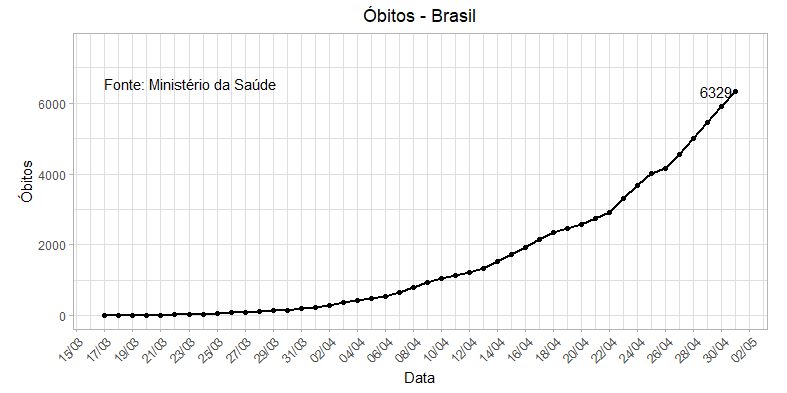 Óbitos - Brasil
Fonte: Ministério da Saúde
6329
Óbitos
6000
4000
2000
0
15/03 17/03 19/03 21/03 23/03 25/03 27/03 29/03 31/03 02/04 04/04 06/04 08/04 10/04 12/04 14/04 16/04 18/04 20/04 22/04 24/04 26/04 28/04 30/04 02/05
Data